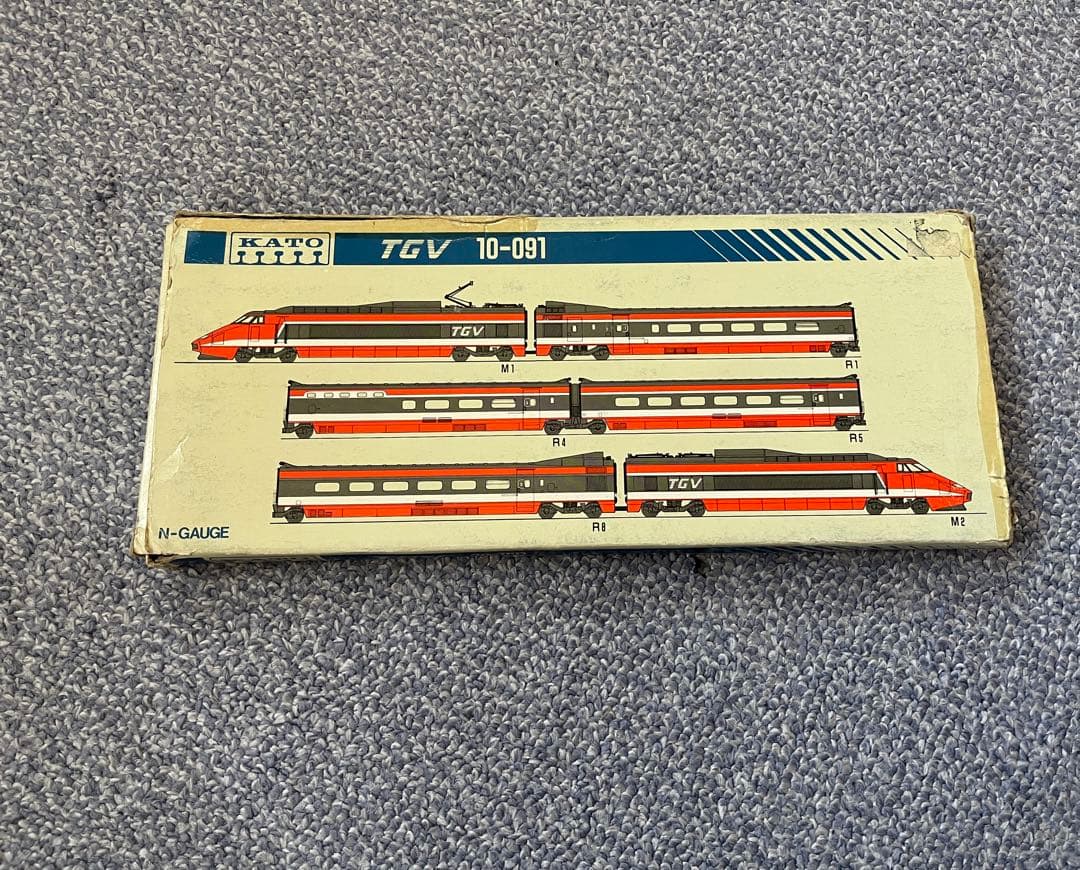 KATO TGV 10-091
TGV
M1 R1
R4 R5
TGV
R8 M2
N-GAUGE